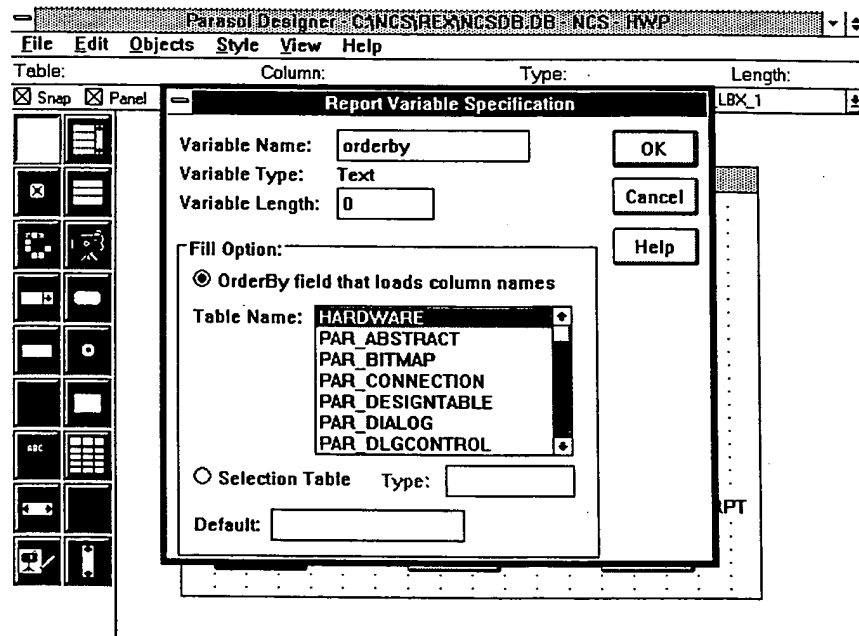 Parasol Designer - C:\NCS\REX\NCSDB.DB - NCS - HWP
File Edit Objects Style View Help
Table: Column: Type: Length:
Snap Panel LBX_1
Report Variable Specification
Variable Name: orderby OK
Variable Type: Text
Variable Length: 0 Cancel
Help
Fill Option:
OrderBy field that loads column names
Table Name: HARDWARE
PAR_ABSTRACT
PAR_BITMAP
PAR_CONNECTION
PAR_DESIGNTABLE
PAR_DIALOG
PAR_DLGCONTROL
ABC
Selection Table Type:
RPT
Default: